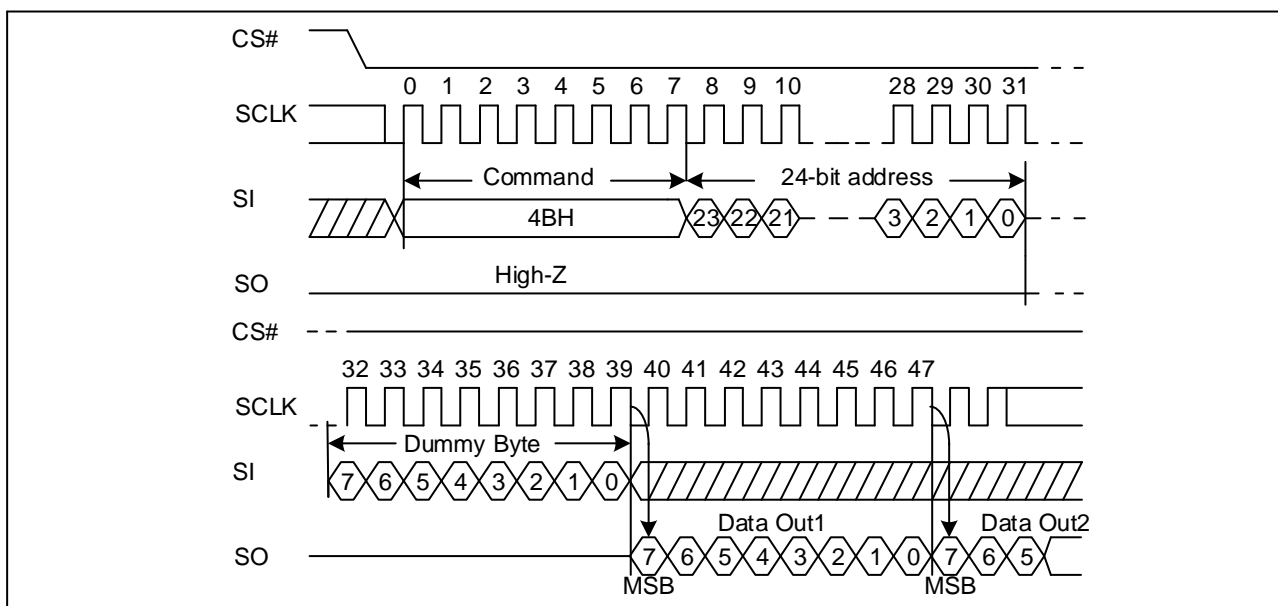 CS#
0 1 2 3 4 5 6 7 8 9 10 28 29 30 31
SCLK
Command 24-bit address
SI
4BH 23 22 21 3 2 1 0
High-Z
SO
CS#
32 33 34 35 36 37 38 39 40 41 42 43 44 45 46 47
SCLK
Dummy Byte
SI
7 6 5 4 3 2 1 0
Data Out1 Data Out2
SO
7 6 5 4 3 2 1 0 7 6 5
MSB MSB